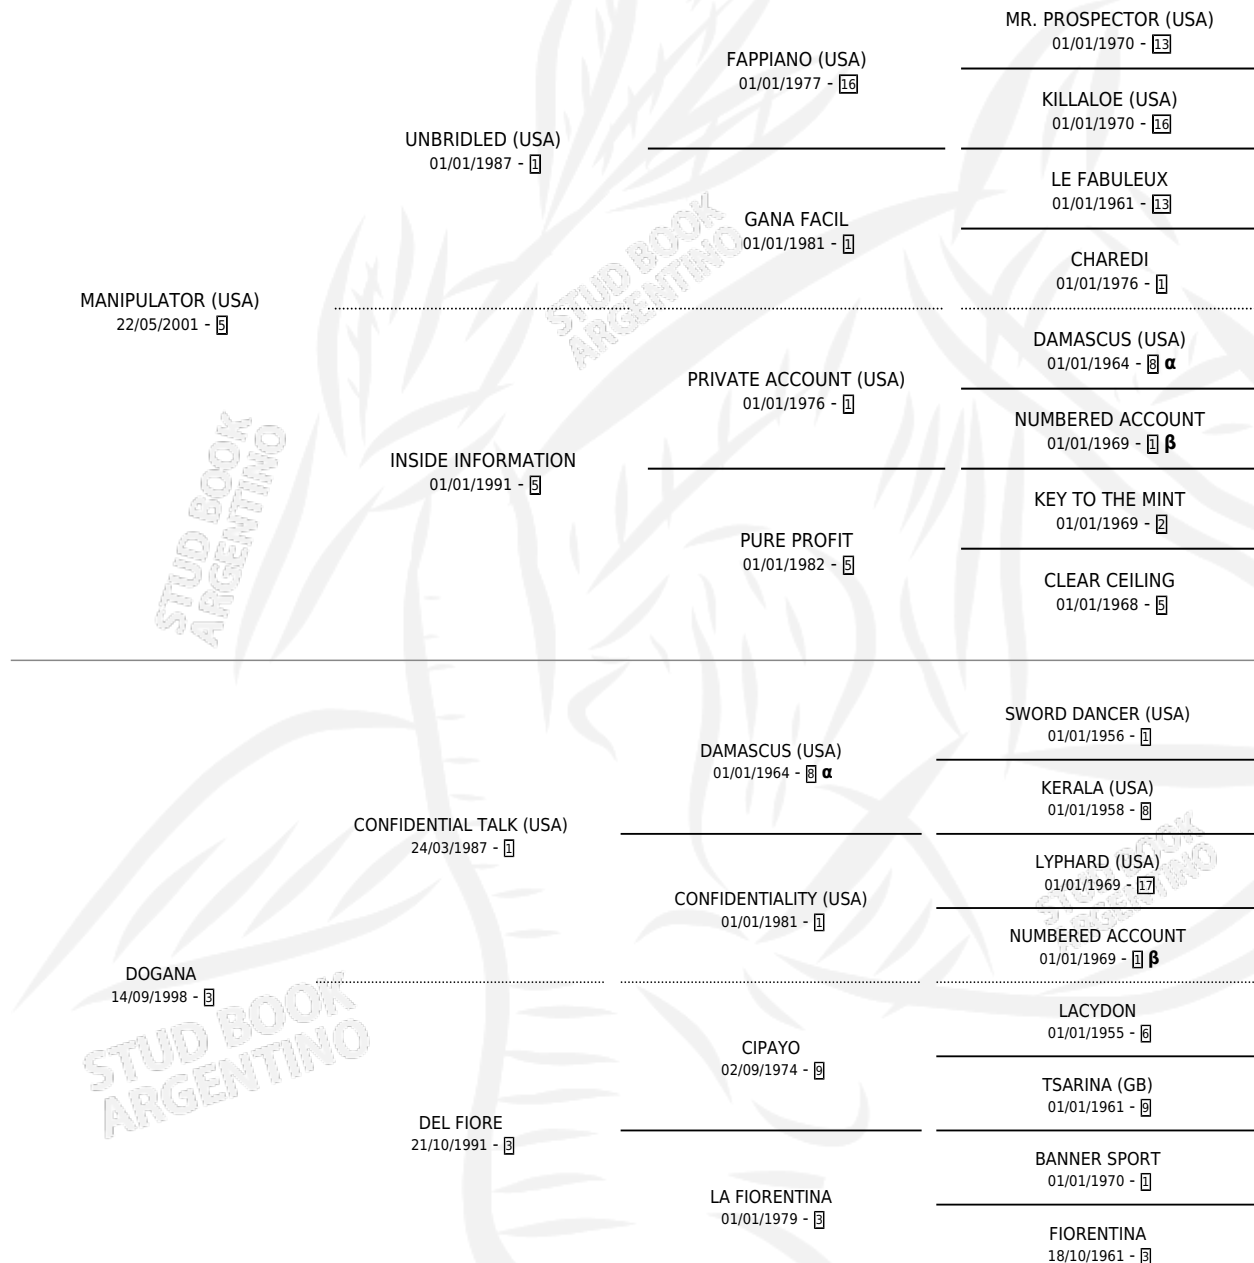 MR. PROSPECTOR (USA)
01/01/1970 - 13
FAPPIANO (USA)
01/01/1977 - 16
KILLALOE (USA)
01/01/1970 - 16
UNBRIDLED (USA)
01/01/1987 - 1
LE FABULEUX
01/01/1961 - 13
GANA FACIL
01/01/1981 - 1
CHAREDI
01/01/1976 - 1
MANIPULATOR (USA)
22/05/2001 - 5
DAMASCUS (USA)
01/01/1964 - 8 α
PRIVATE ACCOUNT (USA)
01/01/1976 - 1
NUMBERED ACCOUNT
01/01/1969 - 1 β
INSIDE INFORMATION
01/01/1991 - 5
KEY TO THE MINT
01/01/1969 - 2
PURE PROFIT
01/01/1982 - 5
CLEAR CEILING
01/01/1968 - 5
SWORD DANCER (USA)
01/01/1956 - 1
DAMASCUS (USA)
01/01/1964 - 8 α
KERALA (USA)
01/01/1958 - 8
CONFIDENTIAL TALK (USA)
24/03/1987 - 1
LYPHARD (USA)
01/01/1969 - 17
CONFIDENTIALITY (USA)
01/01/1981 - 1
NUMBERED ACCOUNT
01/01/1969 - 1 β
DOGANA
14/09/1998 - 3
LACYDON
01/01/1955 - 6
CIPAYO
02/09/1974 - 9
TSARINA (GB)
01/01/1961 - 9
DEL FIORE
21/10/1991 - 3
BANNER SPORT
01/01/1970 - 1
LA FIORENTINA
01/01/1979 - 3
FIORENTINA
18/10/1961 - 3
STUD BOOK
ARGENTINO
STUD BOOK
ARGENTINO
STUD BOOK
ARGENTINO
STUD BOOK
ARGENTINO